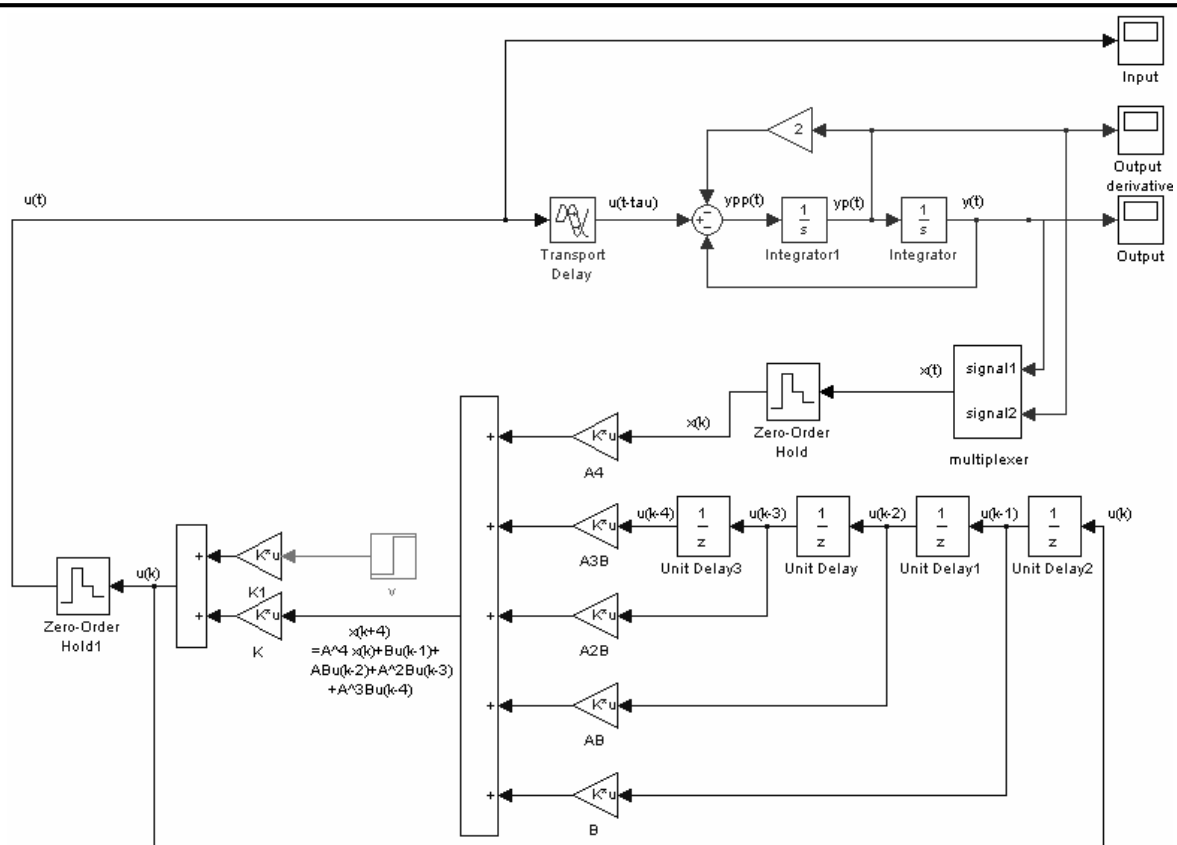 Input
2
Output
derivative
u(t)
u(t-tau)
ypp(t)
1
s
yp(t)
1
s
y(t)
Transport
Delay
Integrator1
Integrator
Output
x(t)
signal1
signal2
multiplexer
Zero-Order
Hold
x(k)
K*u
A4
K*u
A3B
u(k-4)
1
z
Unit Delay3
u(k-3)
1
z
Unit Delay
u(k-2)
1
z
Unit Delay1
u(k-1)
1
z
Unit Delay2
u(k)
u(k)
Zero-Order
Hold1
K*u
K1
v
K*u
K
x(k+4)
=A^4 x(k)+Bu(k-1)+
ABu(k-2)+A^2Bu(k-3)
+A^3Bu(k-4)
K*u
A2B
K*u
AB
K*u
B